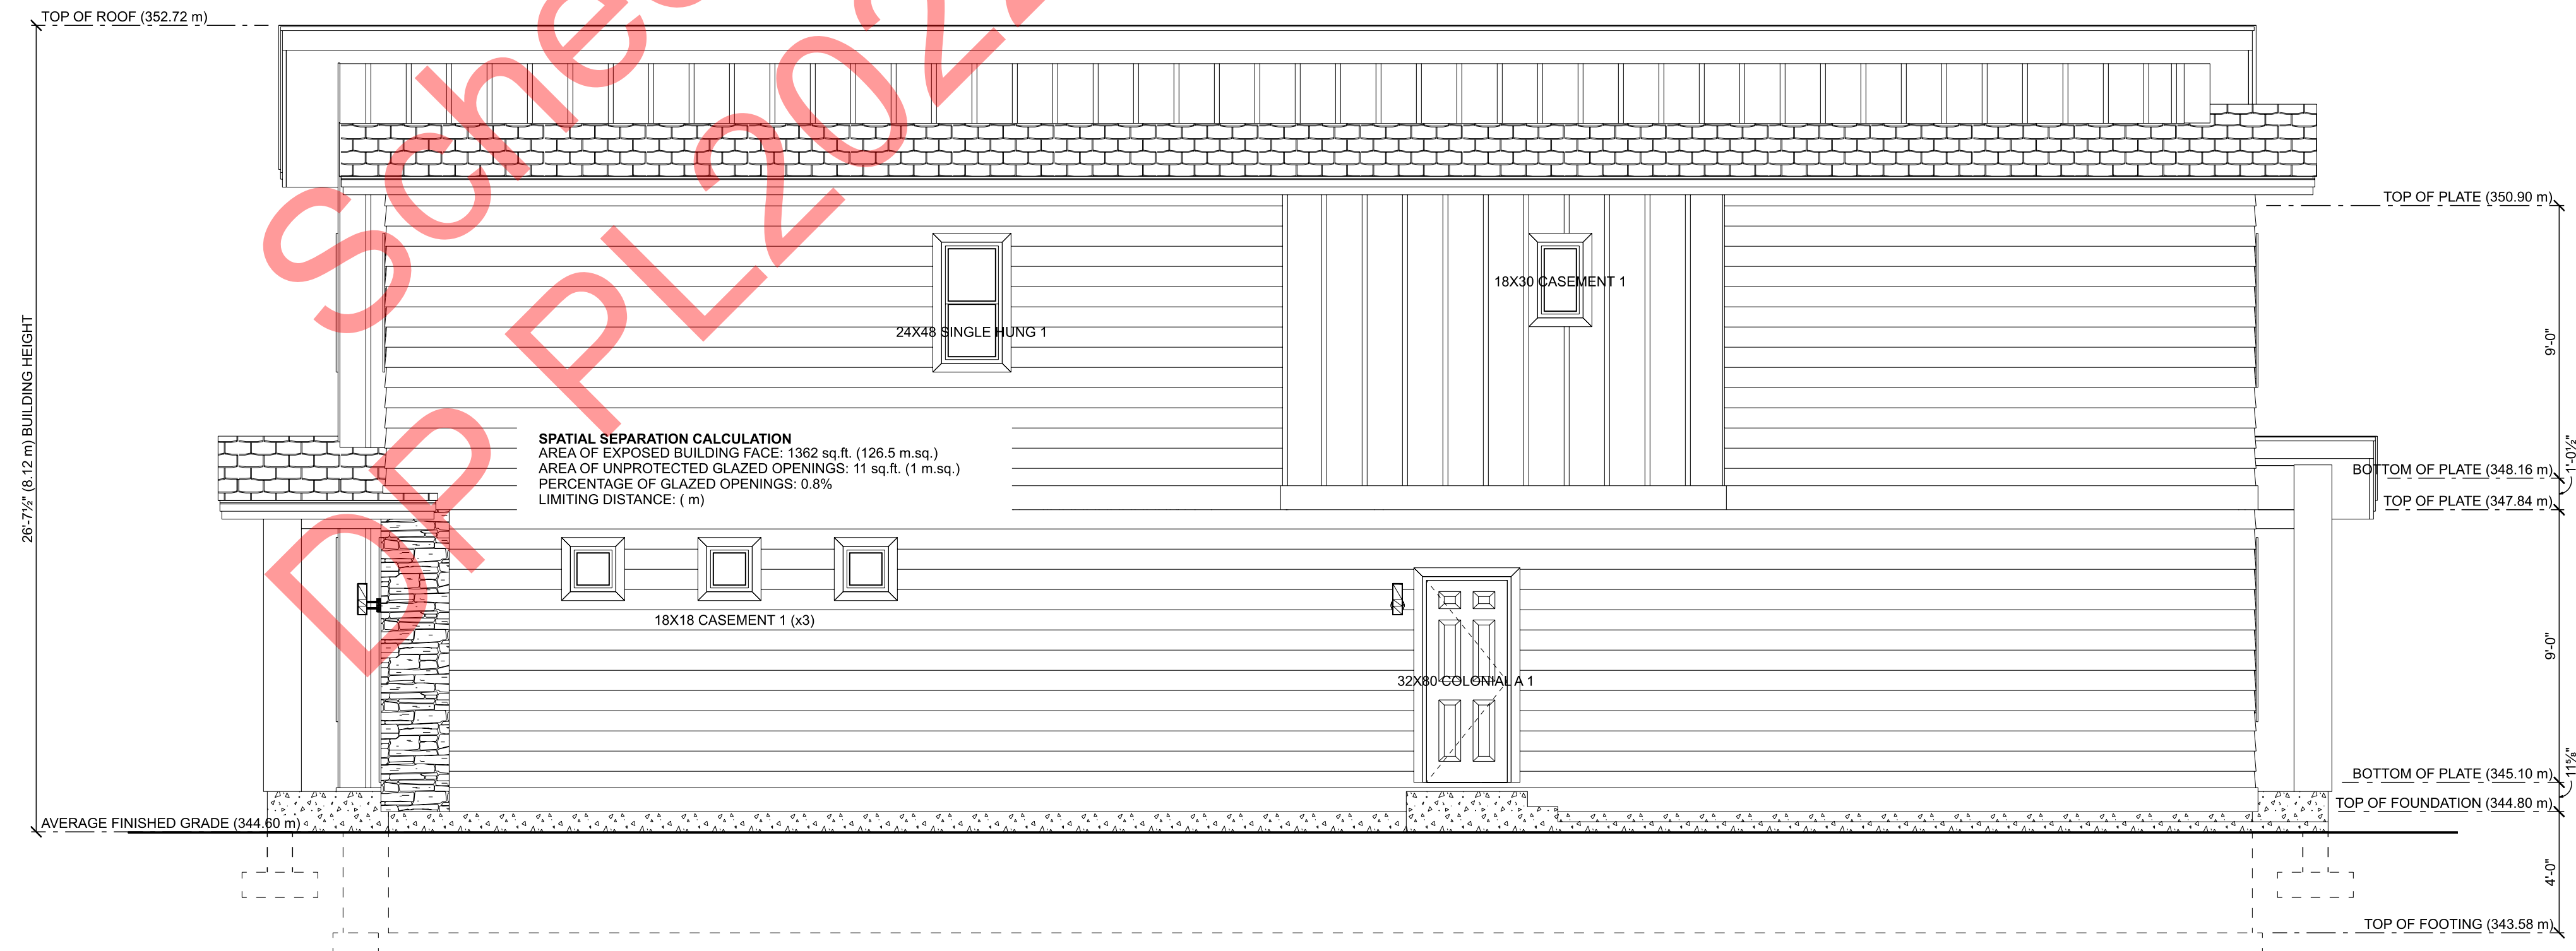 TOP OF ROOF (352.72 m)
Sche
DP PL202
TOP OF PLATE (350.90 m)
18X30 CASEMENT 1
24X48 SINGLE HUNG 1
9'-0"
26'-7½" (8.12 m) BUILDING HEIGHT
SPATIAL SEPARATION CALCULATION
AREA OF EXPOSED BUILDING FACE: 1362 sq.ft. (126.5 m.sq.)
AREA OF UNPROTECTED GLAZED OPENINGS: 11 sq.ft. (1 m.sq.)
PERCENTAGE OF GLAZED OPENINGS: 0.8%
LIMITING DISTANCE: ( m)
BOTTOM OF PLATE (348.16 m)
1'-0½"
TOP OF PLATE (347.84 m)
18X18 CASEMENT 1 (x3)
9'-0"
32X80 COLONIAL A 1
BOTTOM OF PLATE (345.10 m)
11⅝"
TOP OF FOUNDATION (344.80 m)
AVERAGE FINISHED GRADE (344.60 m)
4'-0"
TOP OF FOOTING (343.58 m)